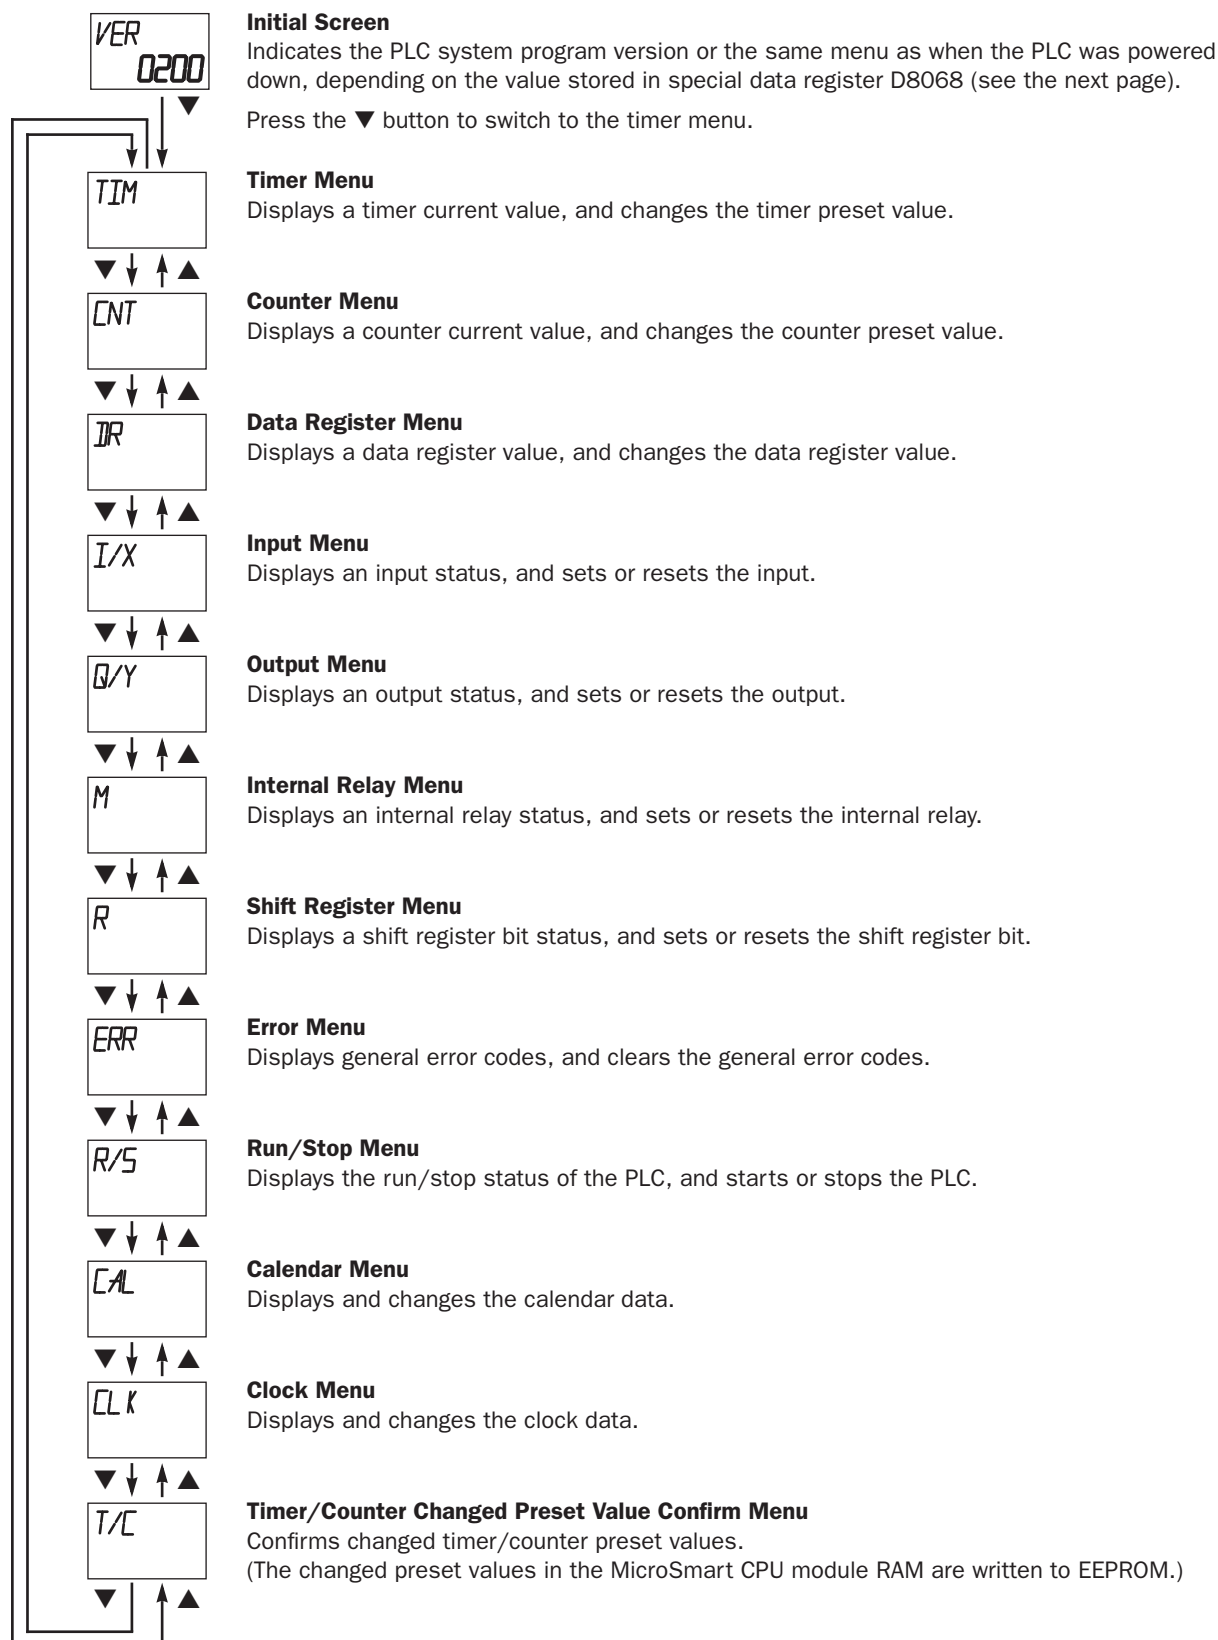 VER
0200
Initial Screen
Indicates the PLC system program version or the same menu as when the PLC was powered
down, depending on the value stored in special data register D8068 (see the next page).
▼
Press the ▼ button to switch to the timer menu.
TIM
Timer Menu
Displays a timer current value, and changes the timer preset value.
▼ ▲
CNT
Counter Menu
Displays a counter current value, and changes the counter preset value.
▼ ▲
DR
Data Register Menu
Displays a data register value, and changes the data register value.
▼ ▲
I/X
Input Menu
Displays an input status, and sets or resets the input.
▼ ▲
Q/Y
Output Menu
Displays an output status, and sets or resets the output.
▼ ▲
M
Internal Relay Menu
Displays an internal relay status, and sets or resets the internal relay.
▼ ▲
R
Shift Register Menu
Displays a shift register bit status, and sets or resets the shift register bit.
▼ ▲
ERR
Error Menu
Displays general error codes, and clears the general error codes.
▼ ▲
R/S
Run/Stop Menu
Displays the run/stop status of the PLC, and starts or stops the PLC.
▼ ▲
CAL
Calendar Menu
Displays and changes the calendar data.
▼ ▲
CLK
Clock Menu
Displays and changes the clock data.
▼ ▲
T/C
Timer/Counter Changed Preset Value Confirm Menu
Confirms changed timer/counter preset values.
(The changed preset values in the MicroSmart CPU module RAM are written to EEPROM.)
▼ ▲